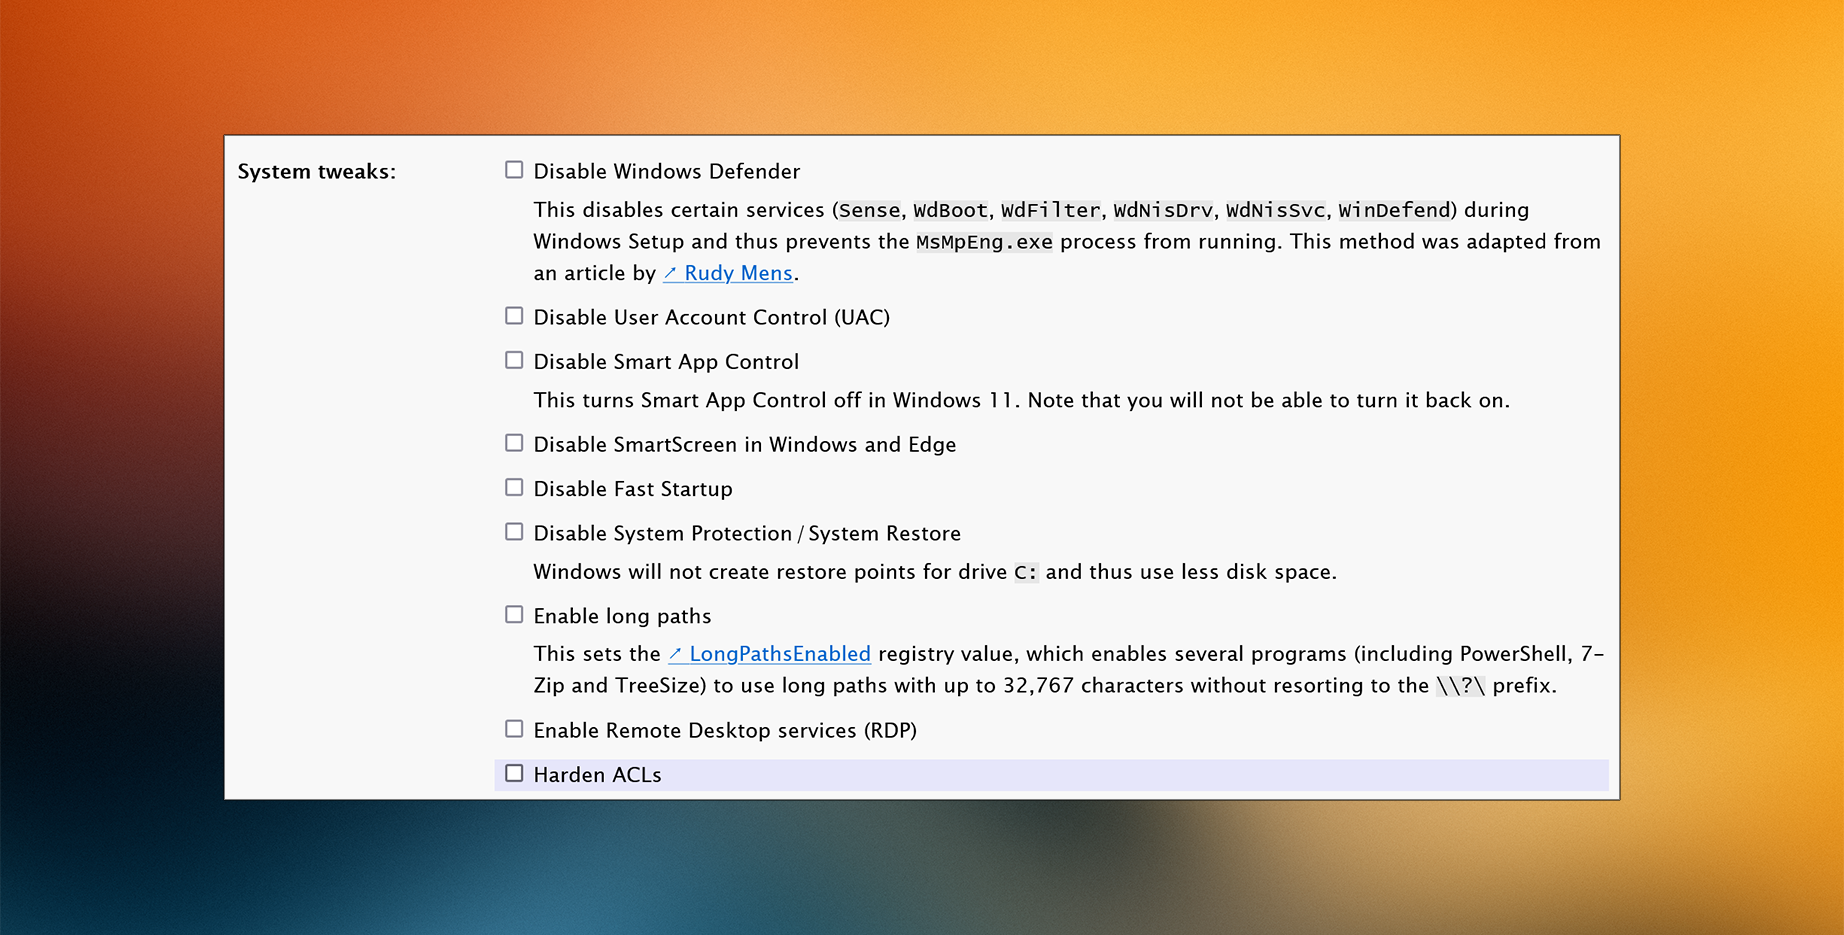 System tweaks:
Disable Windows Defender
This disables certain services (Sense, WdBoot, WdFilter, WdNisDrv, WdNisSvc, WinDefend) during
Windows Setup and thus prevents the MsMpEng.exe process from running. This method was adapted from
an article by ↗ Rudy Mens.
Disable User Account Control (UAC)
Disable Smart App Control
This turns Smart App Control off in Windows 11. Note that you will not be able to turn it back on.
Disable SmartScreen in Windows and Edge
Disable Fast Startup
Disable System Protection / System Restore
Windows will not create restore points for drive C: and thus use less disk space.
Enable long paths
This sets the ↗ LongPathsEnabled registry value, which enables several programs (including PowerShell, 7-
Zip and TreeSize) to use long paths with up to 32,767 characters without resorting to the \\?\ prefix.
Enable Remote Desktop services (RDP)
Harden ACLs